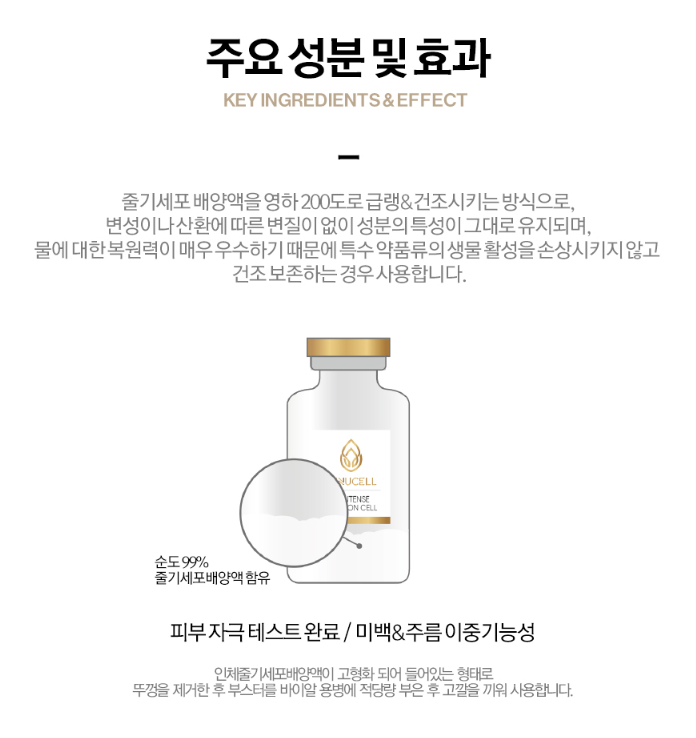 주요 성분 및 효과
KEY INGREDIENTS & EFFECT
줄기세포 배양액을 영하 200도로 급랭&건조시키는 방식으로,
변성이나 산환에 따른 변질이 없이 성분의 특성이 그대로 유지되며,
물에 대한 복원력이 매우 우수하기 때문에 특수 약품류의 생물 활성을 손상시키지 않고
건조 보존하는 경우 사용합니다.
NUCELL
TENSE
ON CELL
순도 99%
줄기세포배양액 함유
피부 자극 테스트 완료 / 미백&주름 이중기능성
인체줄기세포배양액이 고형화 되어 들어있는 형태로
뚜껑을 제거한 후 부스터를 바이알 용병에 적당량 부은 후 고깔을 끼워 사용합니다.